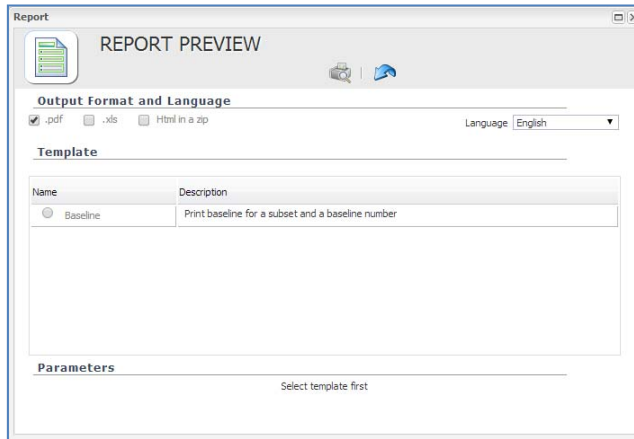 Report
REPORT PREVIEW
Output Format and Language
.pdf .xls Html in a zip Language English
Template
Name Description
Baseline Print baseline for a subset and a baseline number
Parameters
Select template first